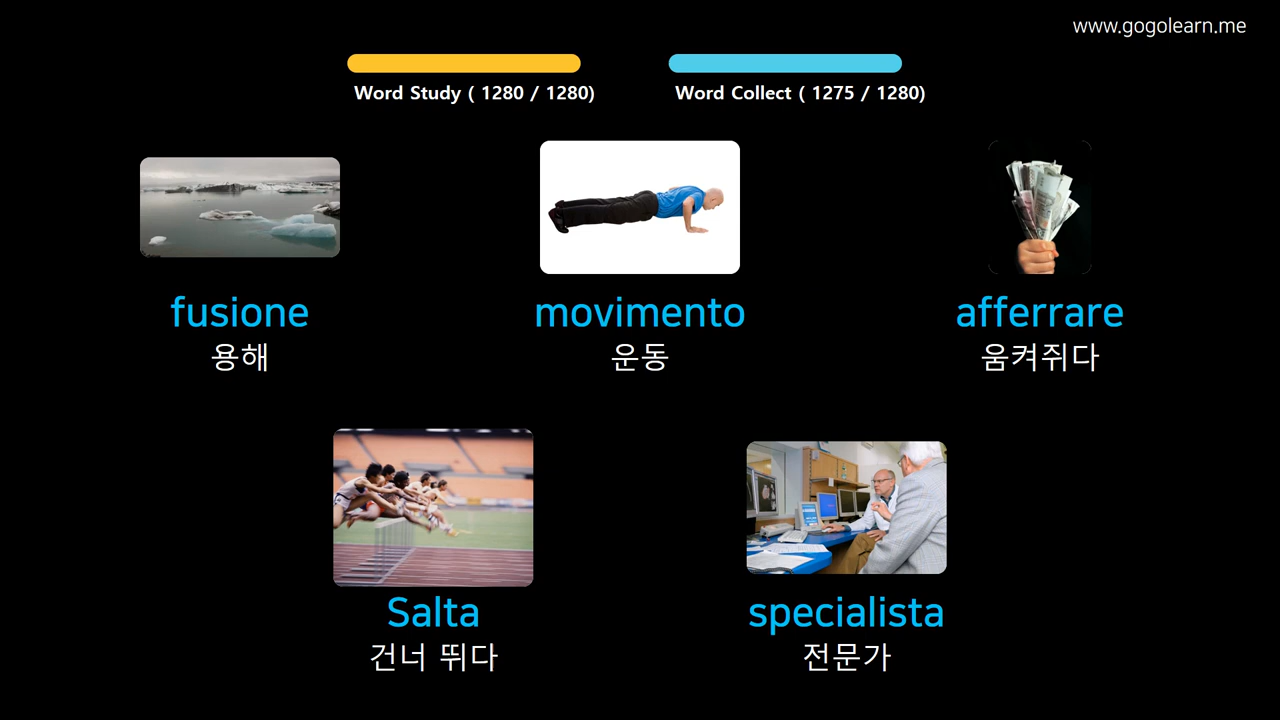 www.gogolearn.me
Word Study ( 1280 / 1280)
Word Collect ( 1275 / 1280)
fusione
용해
movimento
운동
afferrare
움켜쥐다
Salta
건너 뛰다
specialista
전문가